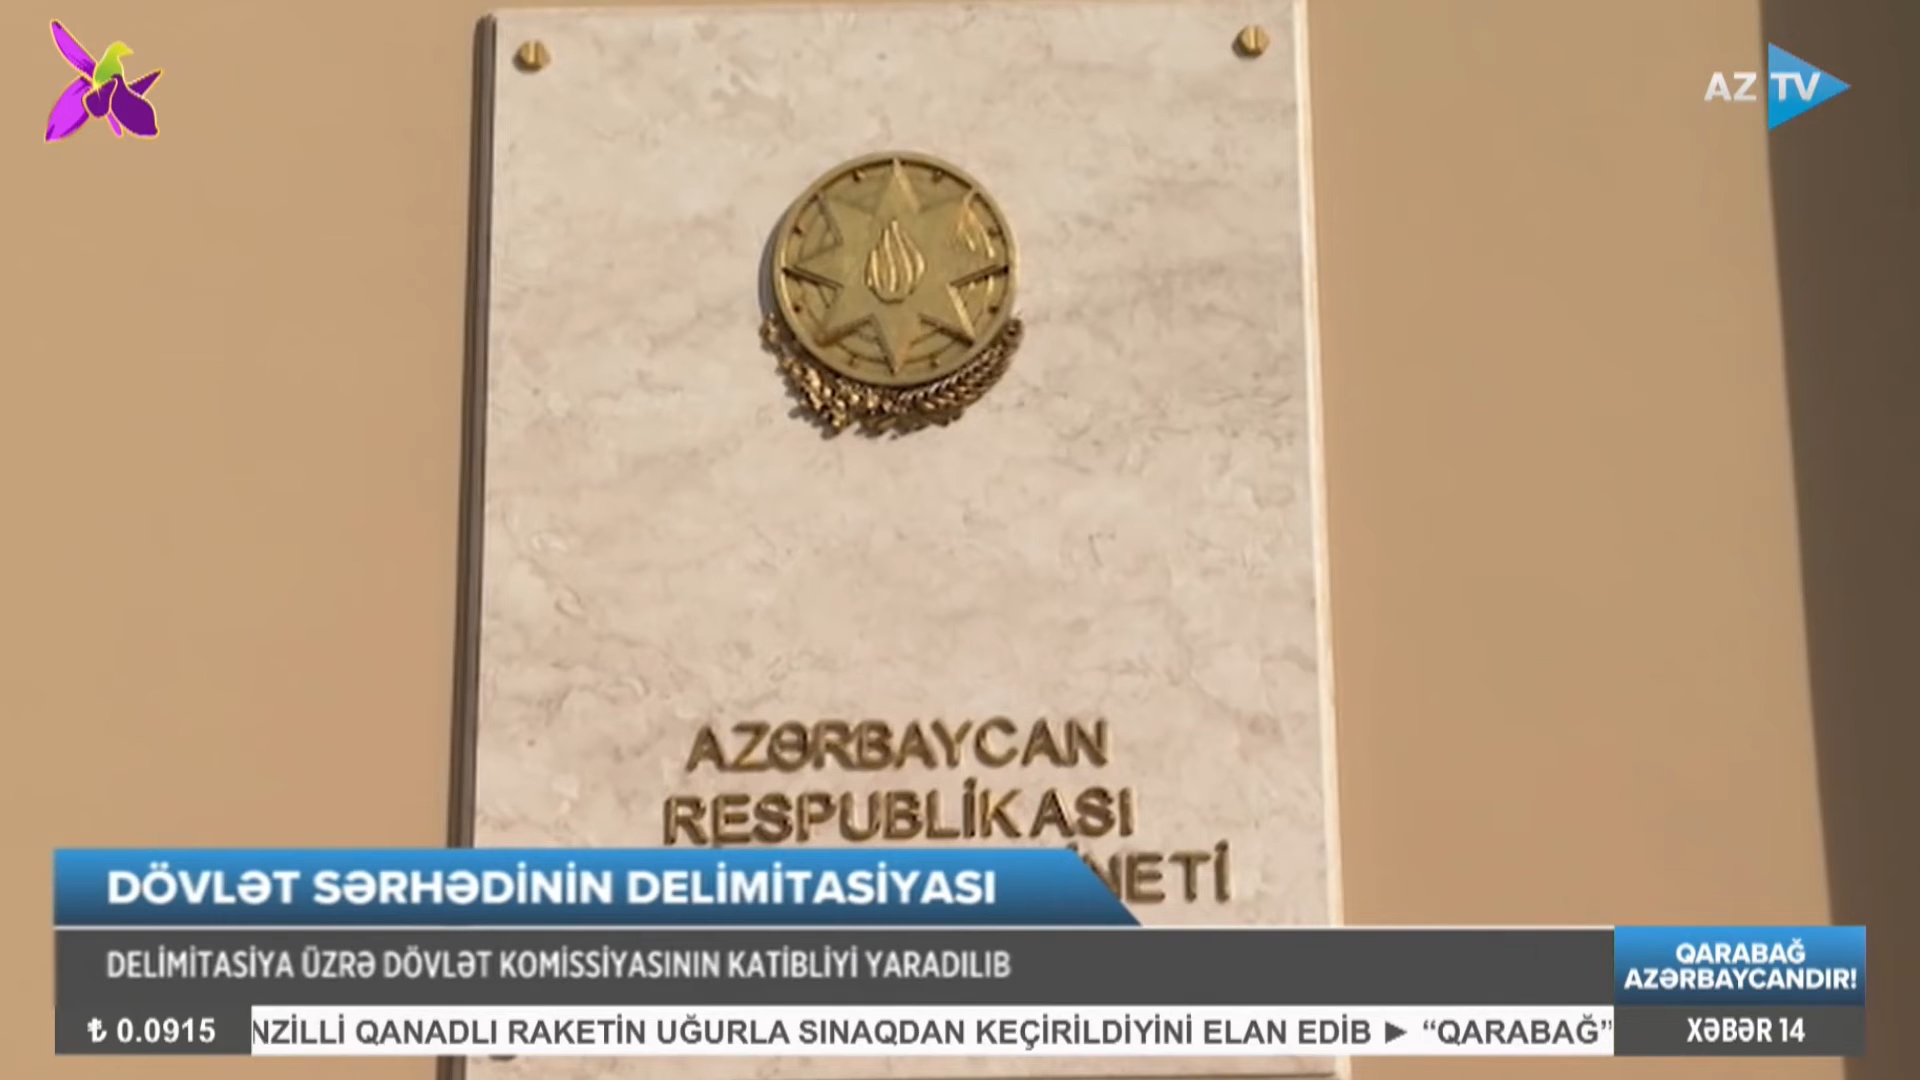 AZ TV
AZƏRBAYCAN
RESPUBLİKASI
DÖVLƏT SƏRHƏDİNİN DELİMİTASİYASI
DELİMİTASİYA ÜZRƏ DÖVLƏT KOMİSSİYASININ KATİBLİYİ YARADILIB
QARABAĞ
AZƏRBAYCANDIR!
₺ 0.0915
NZİLLİ QANADLI RAKETİN UĞURLA SINAQDAN KEÇİRİLDİYİNİ ELAN EDİB ► “QARABAĞ”
XƏBƏR 14